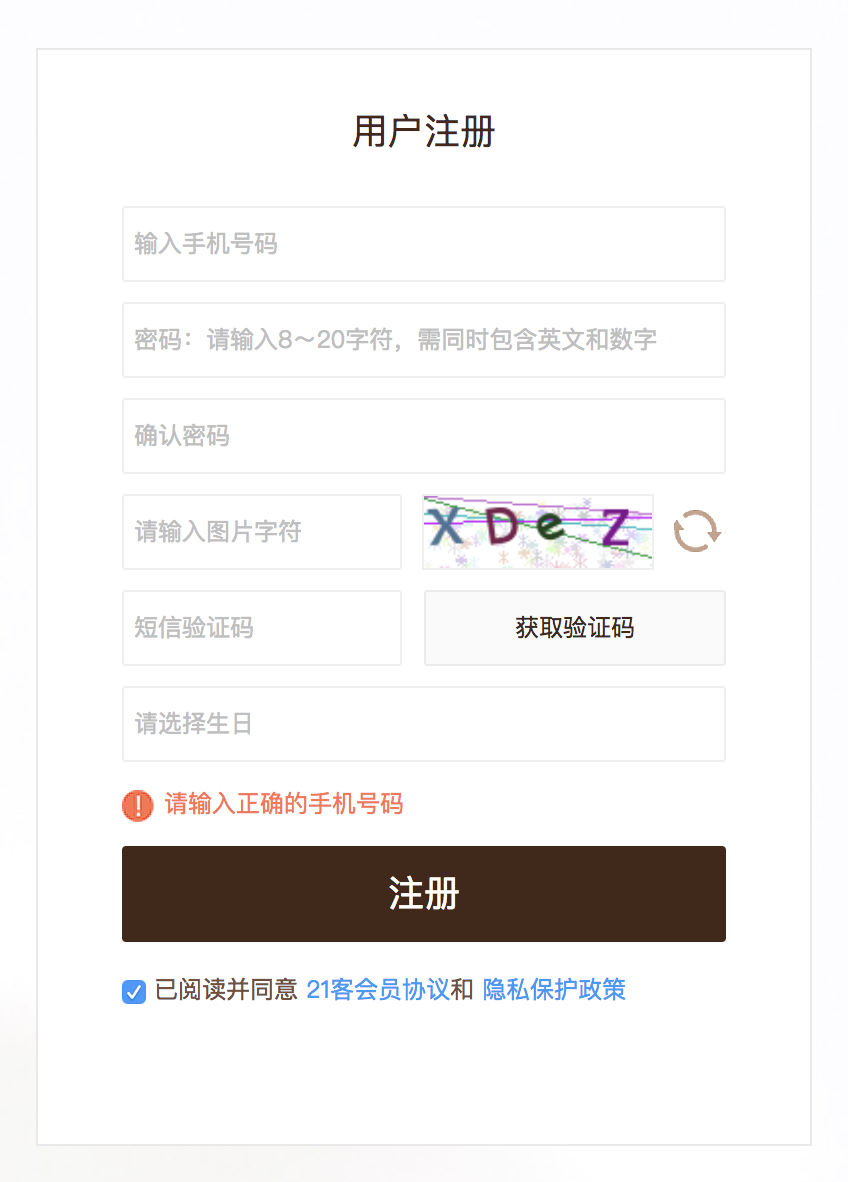 用户注册
输入手机号码
密码：请输入8～20字符，需同时包含英文和数字
确认密码
请输入图片字符 X D e Z
短信验证码 获取验证码
请选择生日
请输入正确的手机号码
注册
已阅读并同意 21客会员协议和 隐私保护政策